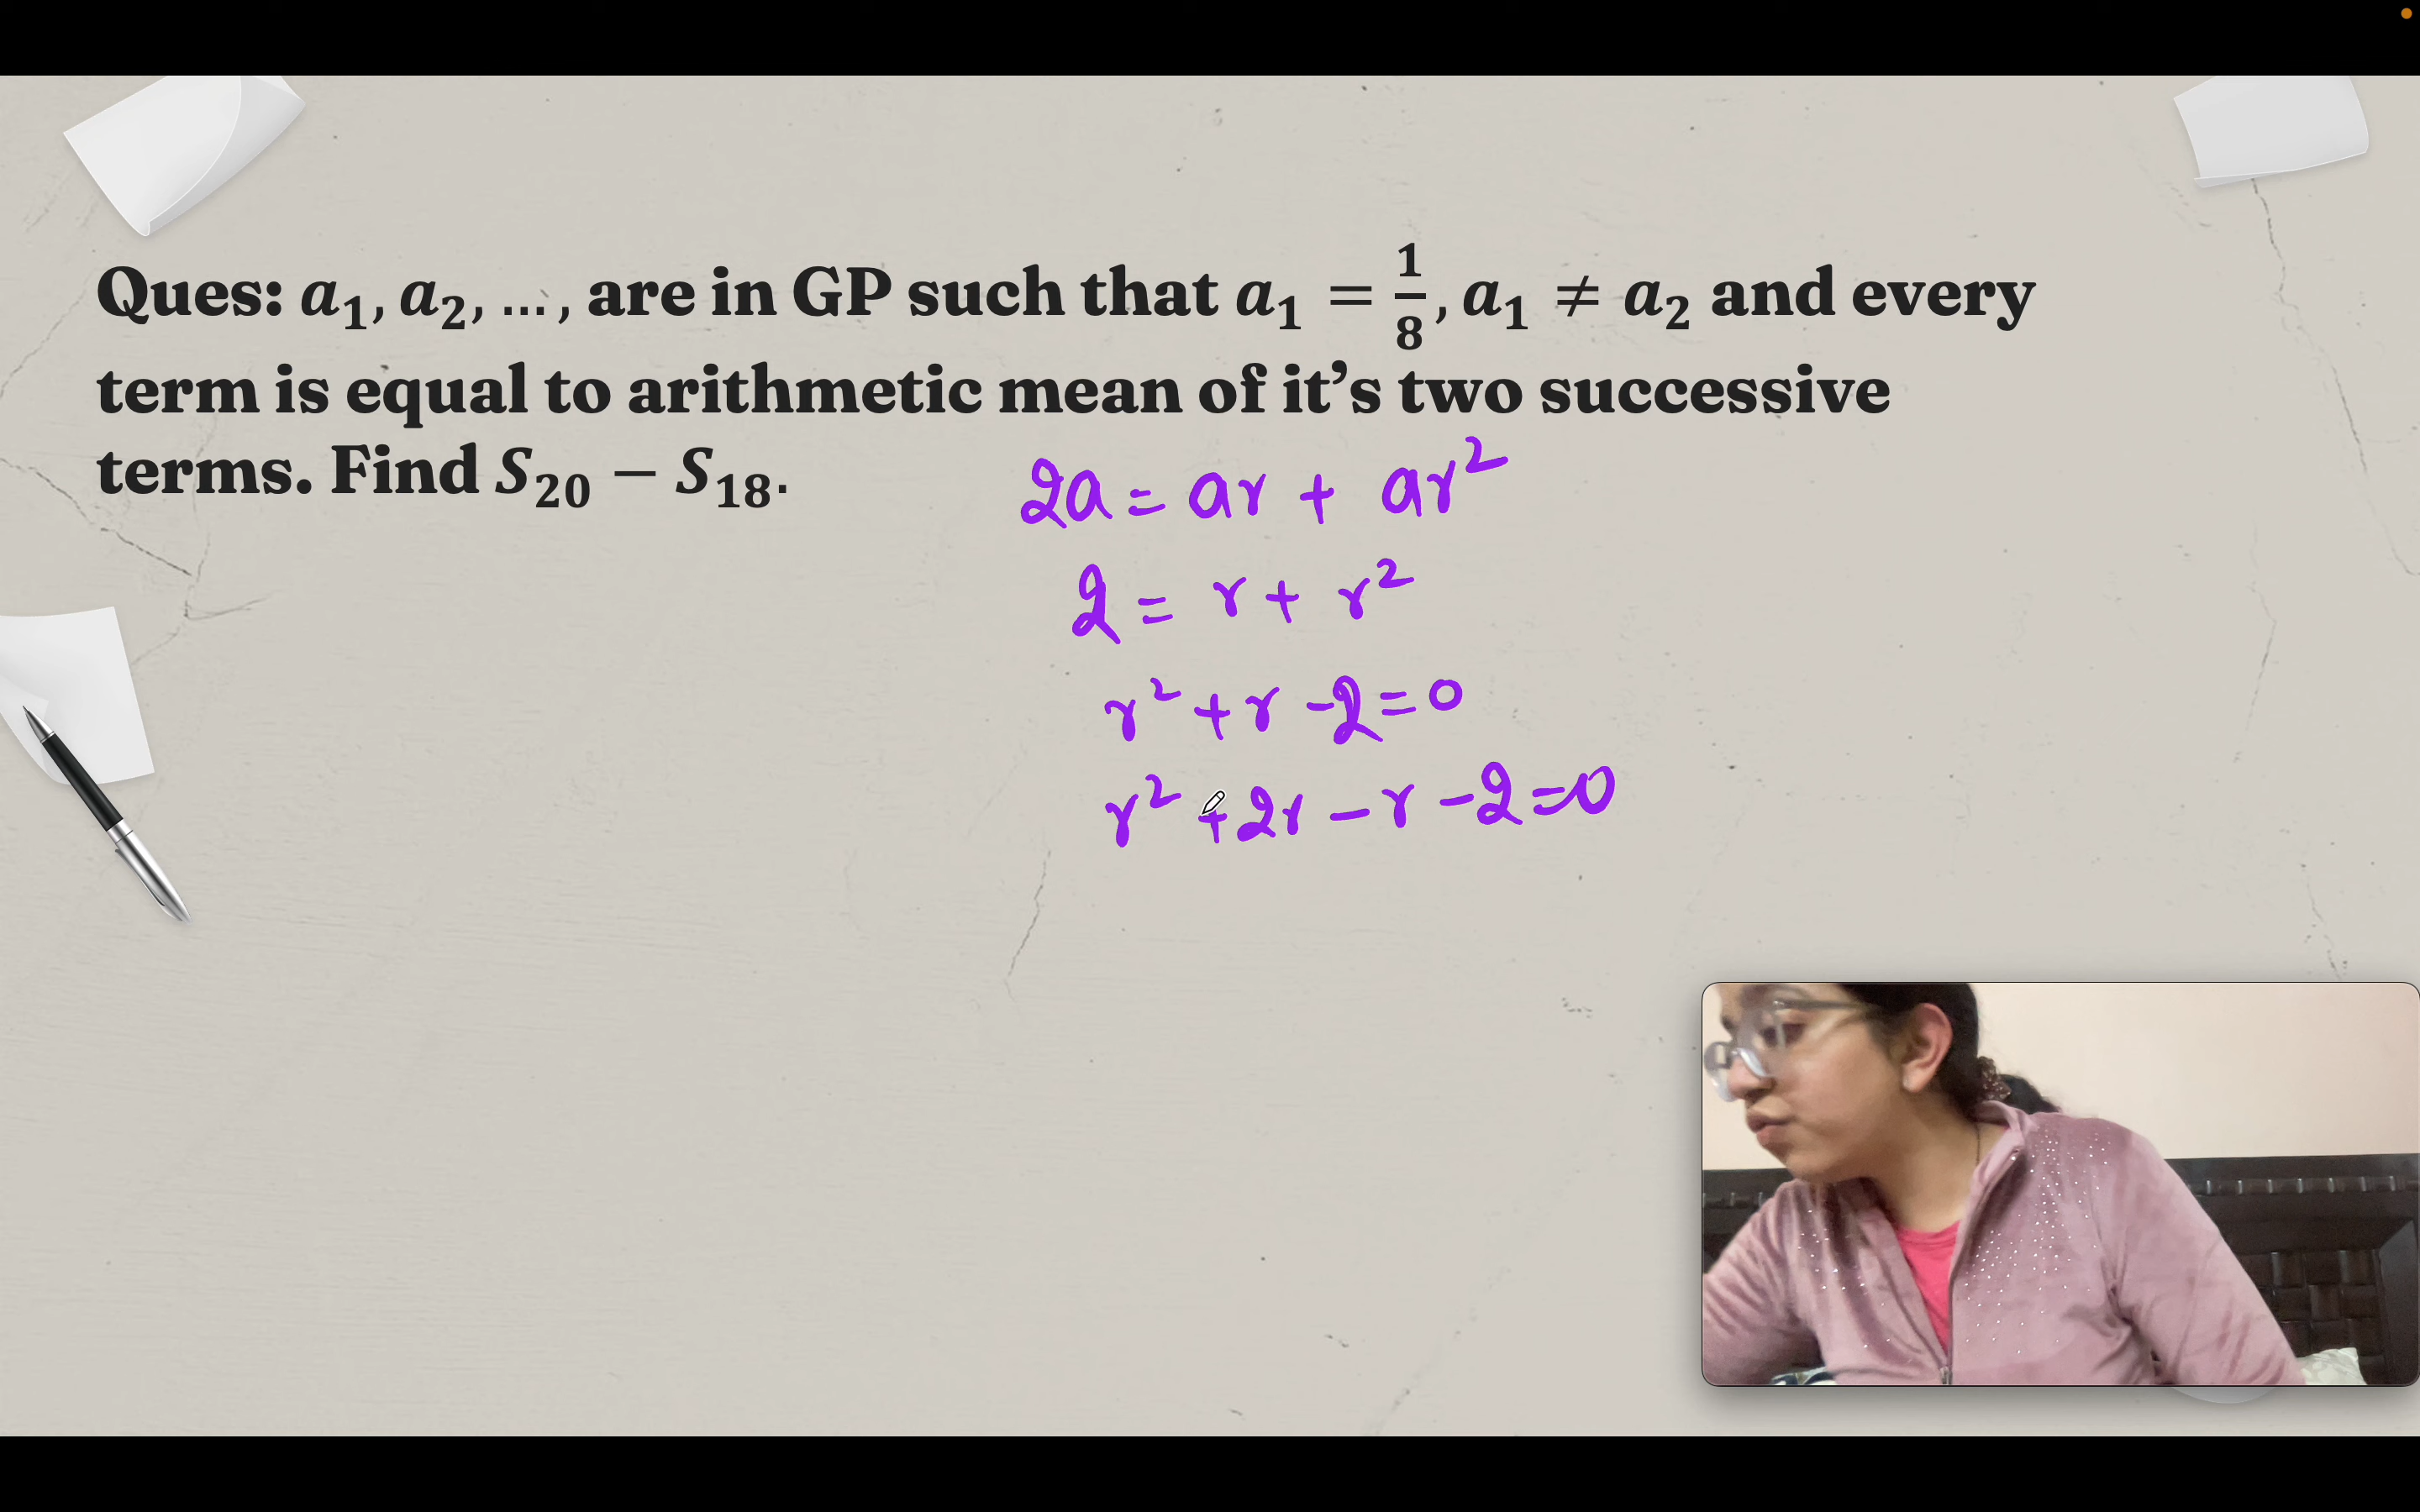 Ques: a₁, a₂, ... , are in GP such that a₁ = 1/8, a₁ ≠ a₂ and every
term is equal to arithmetic mean of it’s two successive
terms. Find S₂₀ − S₁₈.
2a = ar + ar²
2 = r + r²
r² + r - 2 = 0
r² + 2r - r - 2 = 0